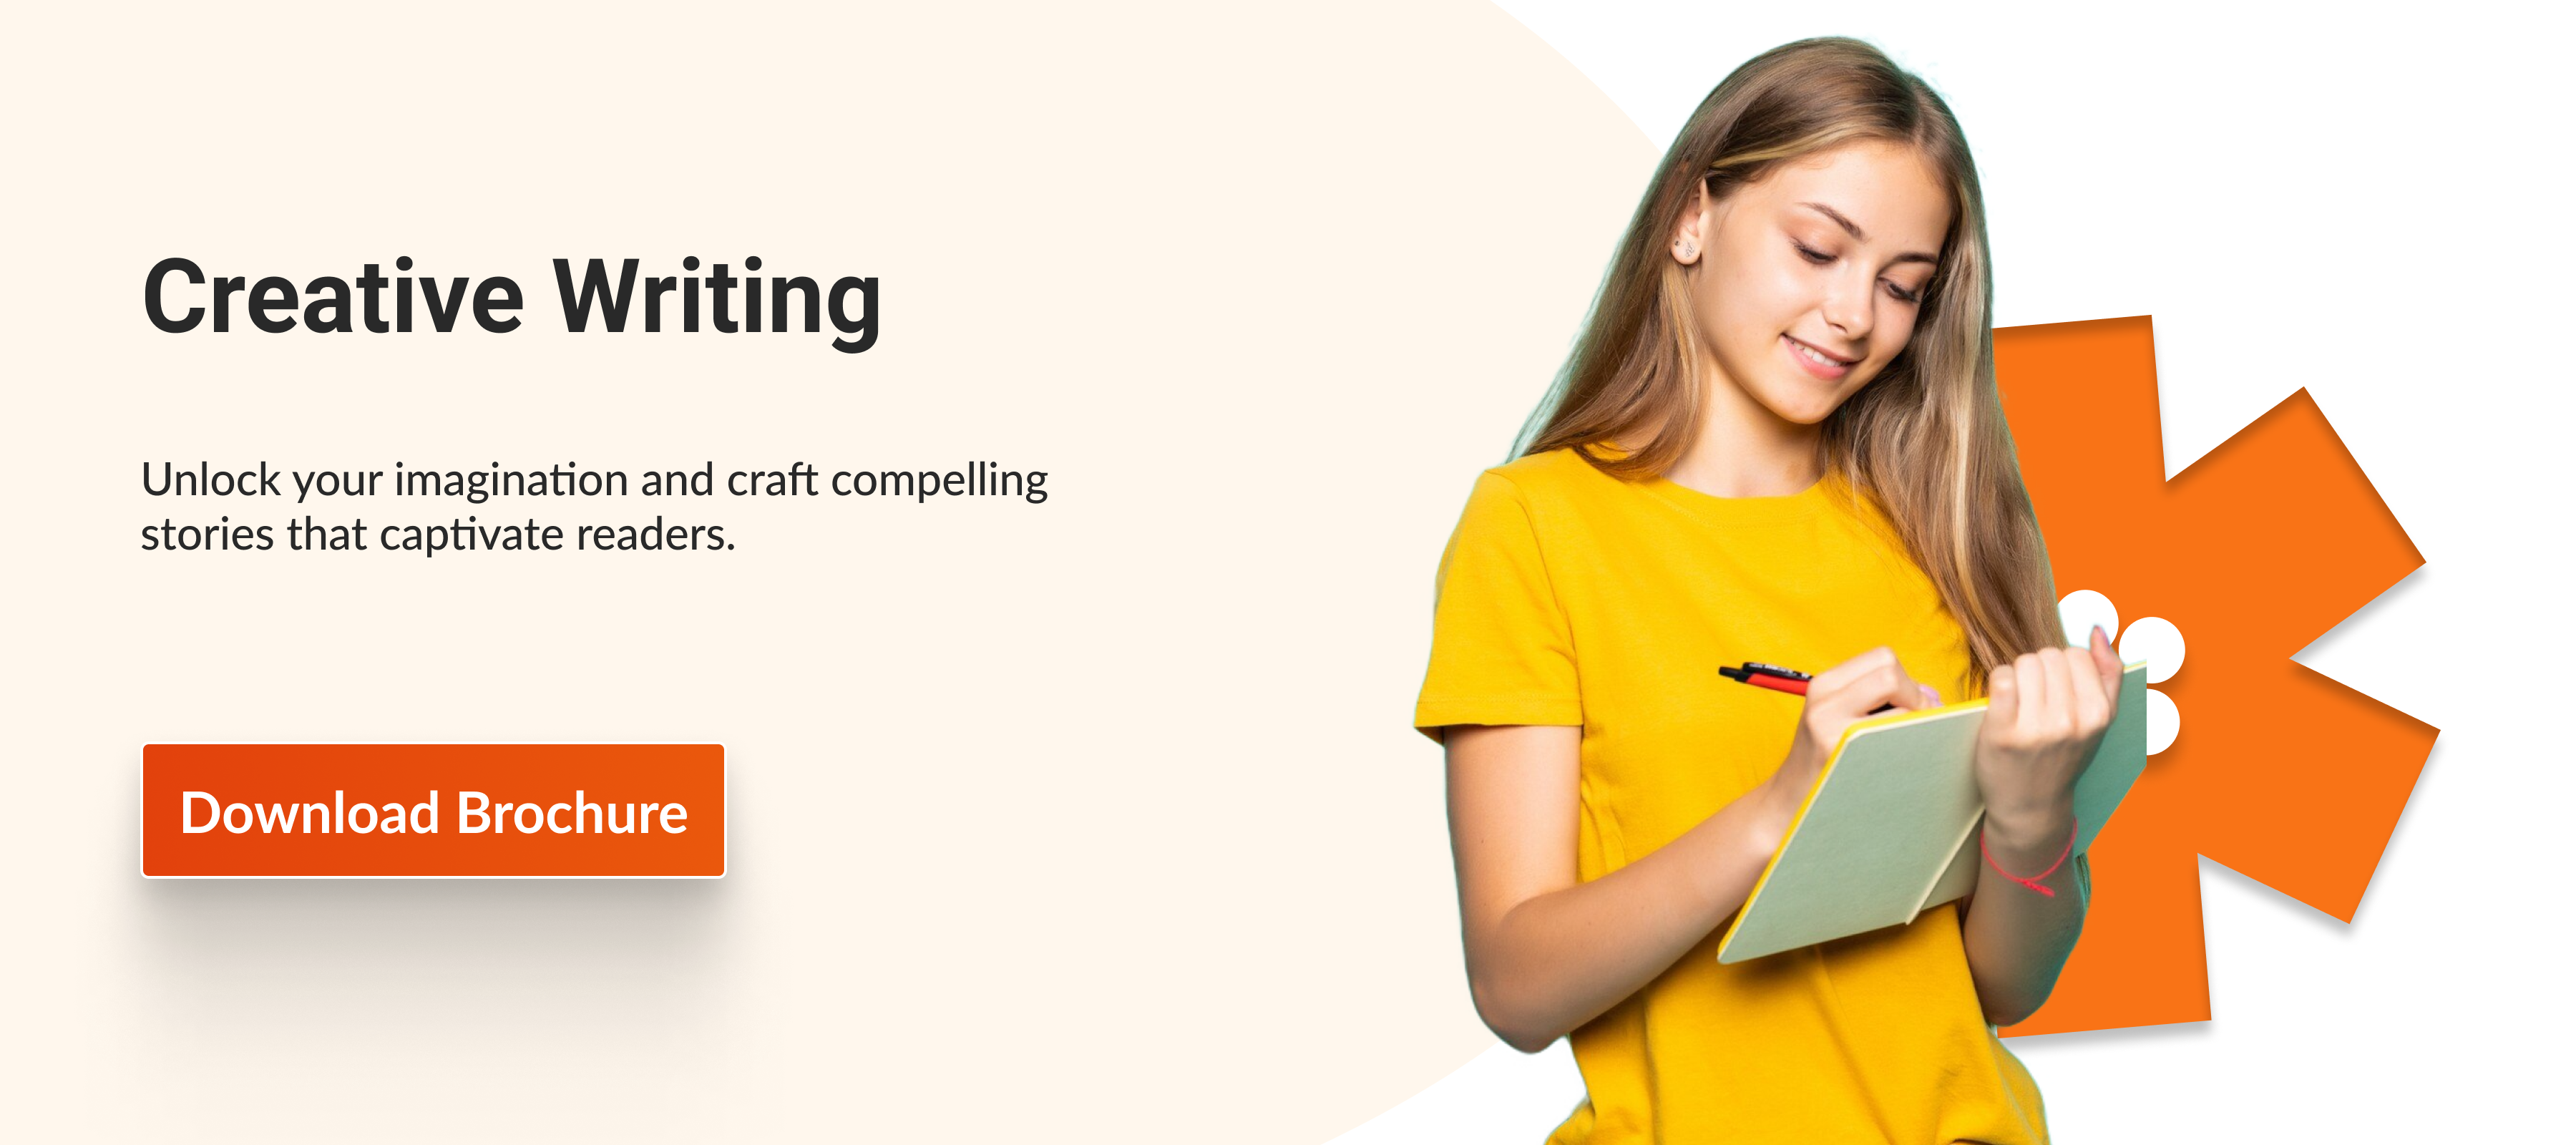 Creative Writing
Unlock your imagination and craft compelling
stories that captivate readers.
Download Brochure